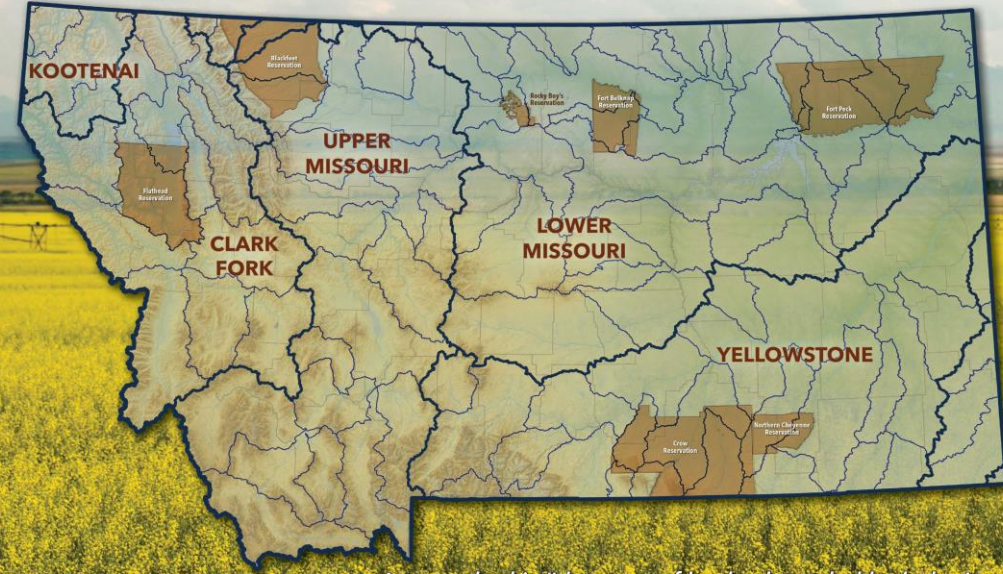 KOOTENAI
Blackfeet
Reservation
UPPER
MISSOURI
Rocky Boy's
Reservation
Fort Belknap
Reservation
Fort Peck
Reservation
Flathead
Reservation
CLARK
FORK
LOWER
MISSOURI
YELLOWSTONE
Crow
Reservation
Northern Cheyenne
Reservation